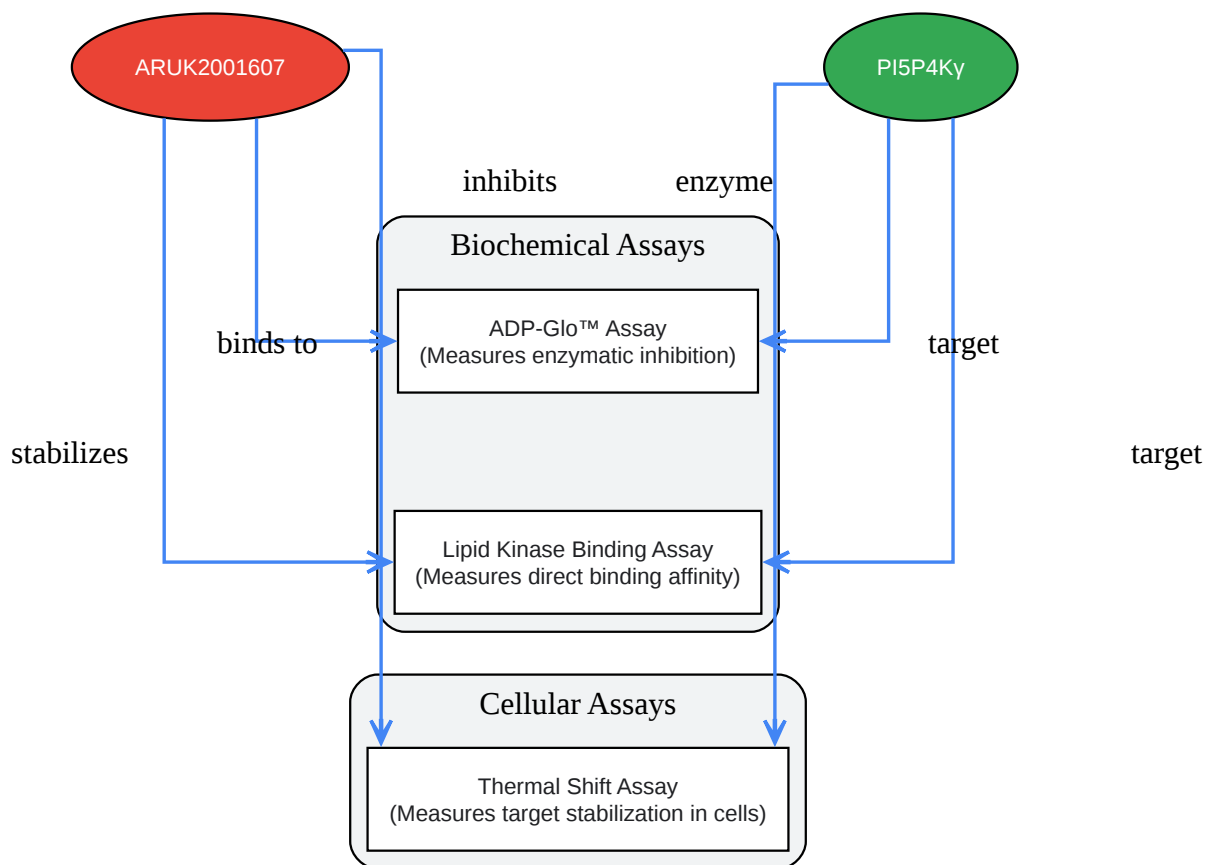 ARUK2001607
PI5P4Kγ
inhibits
enzyme
Biochemical Assays
ADP-Glo™ Assay
(Measures enzymatic inhibition)
binds to
target
stabilizes
target
Lipid Kinase Binding Assay
(Measures direct binding affinity)
Cellular Assays
Thermal Shift Assay
(Measures target stabilization in cells)